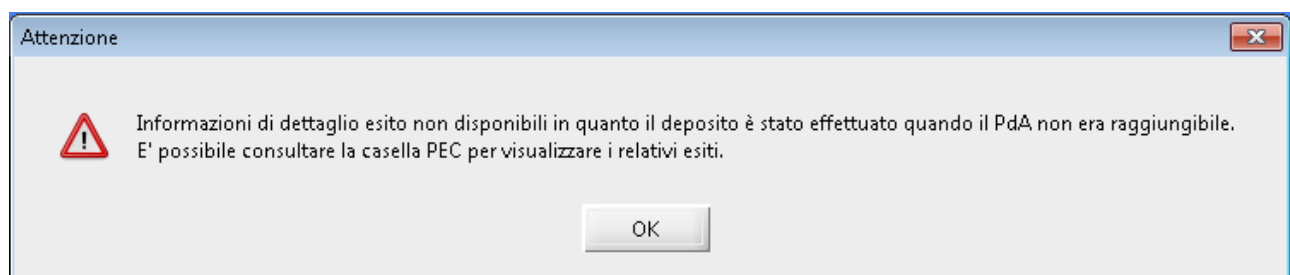 Attenzione
Informazioni di dettaglio esito non disponibili in quanto il deposito è stato effettuato quando il PdA non era raggiungibile.
E' possibile consultare la casella PEC per visualizzare i relativi esiti.
OK